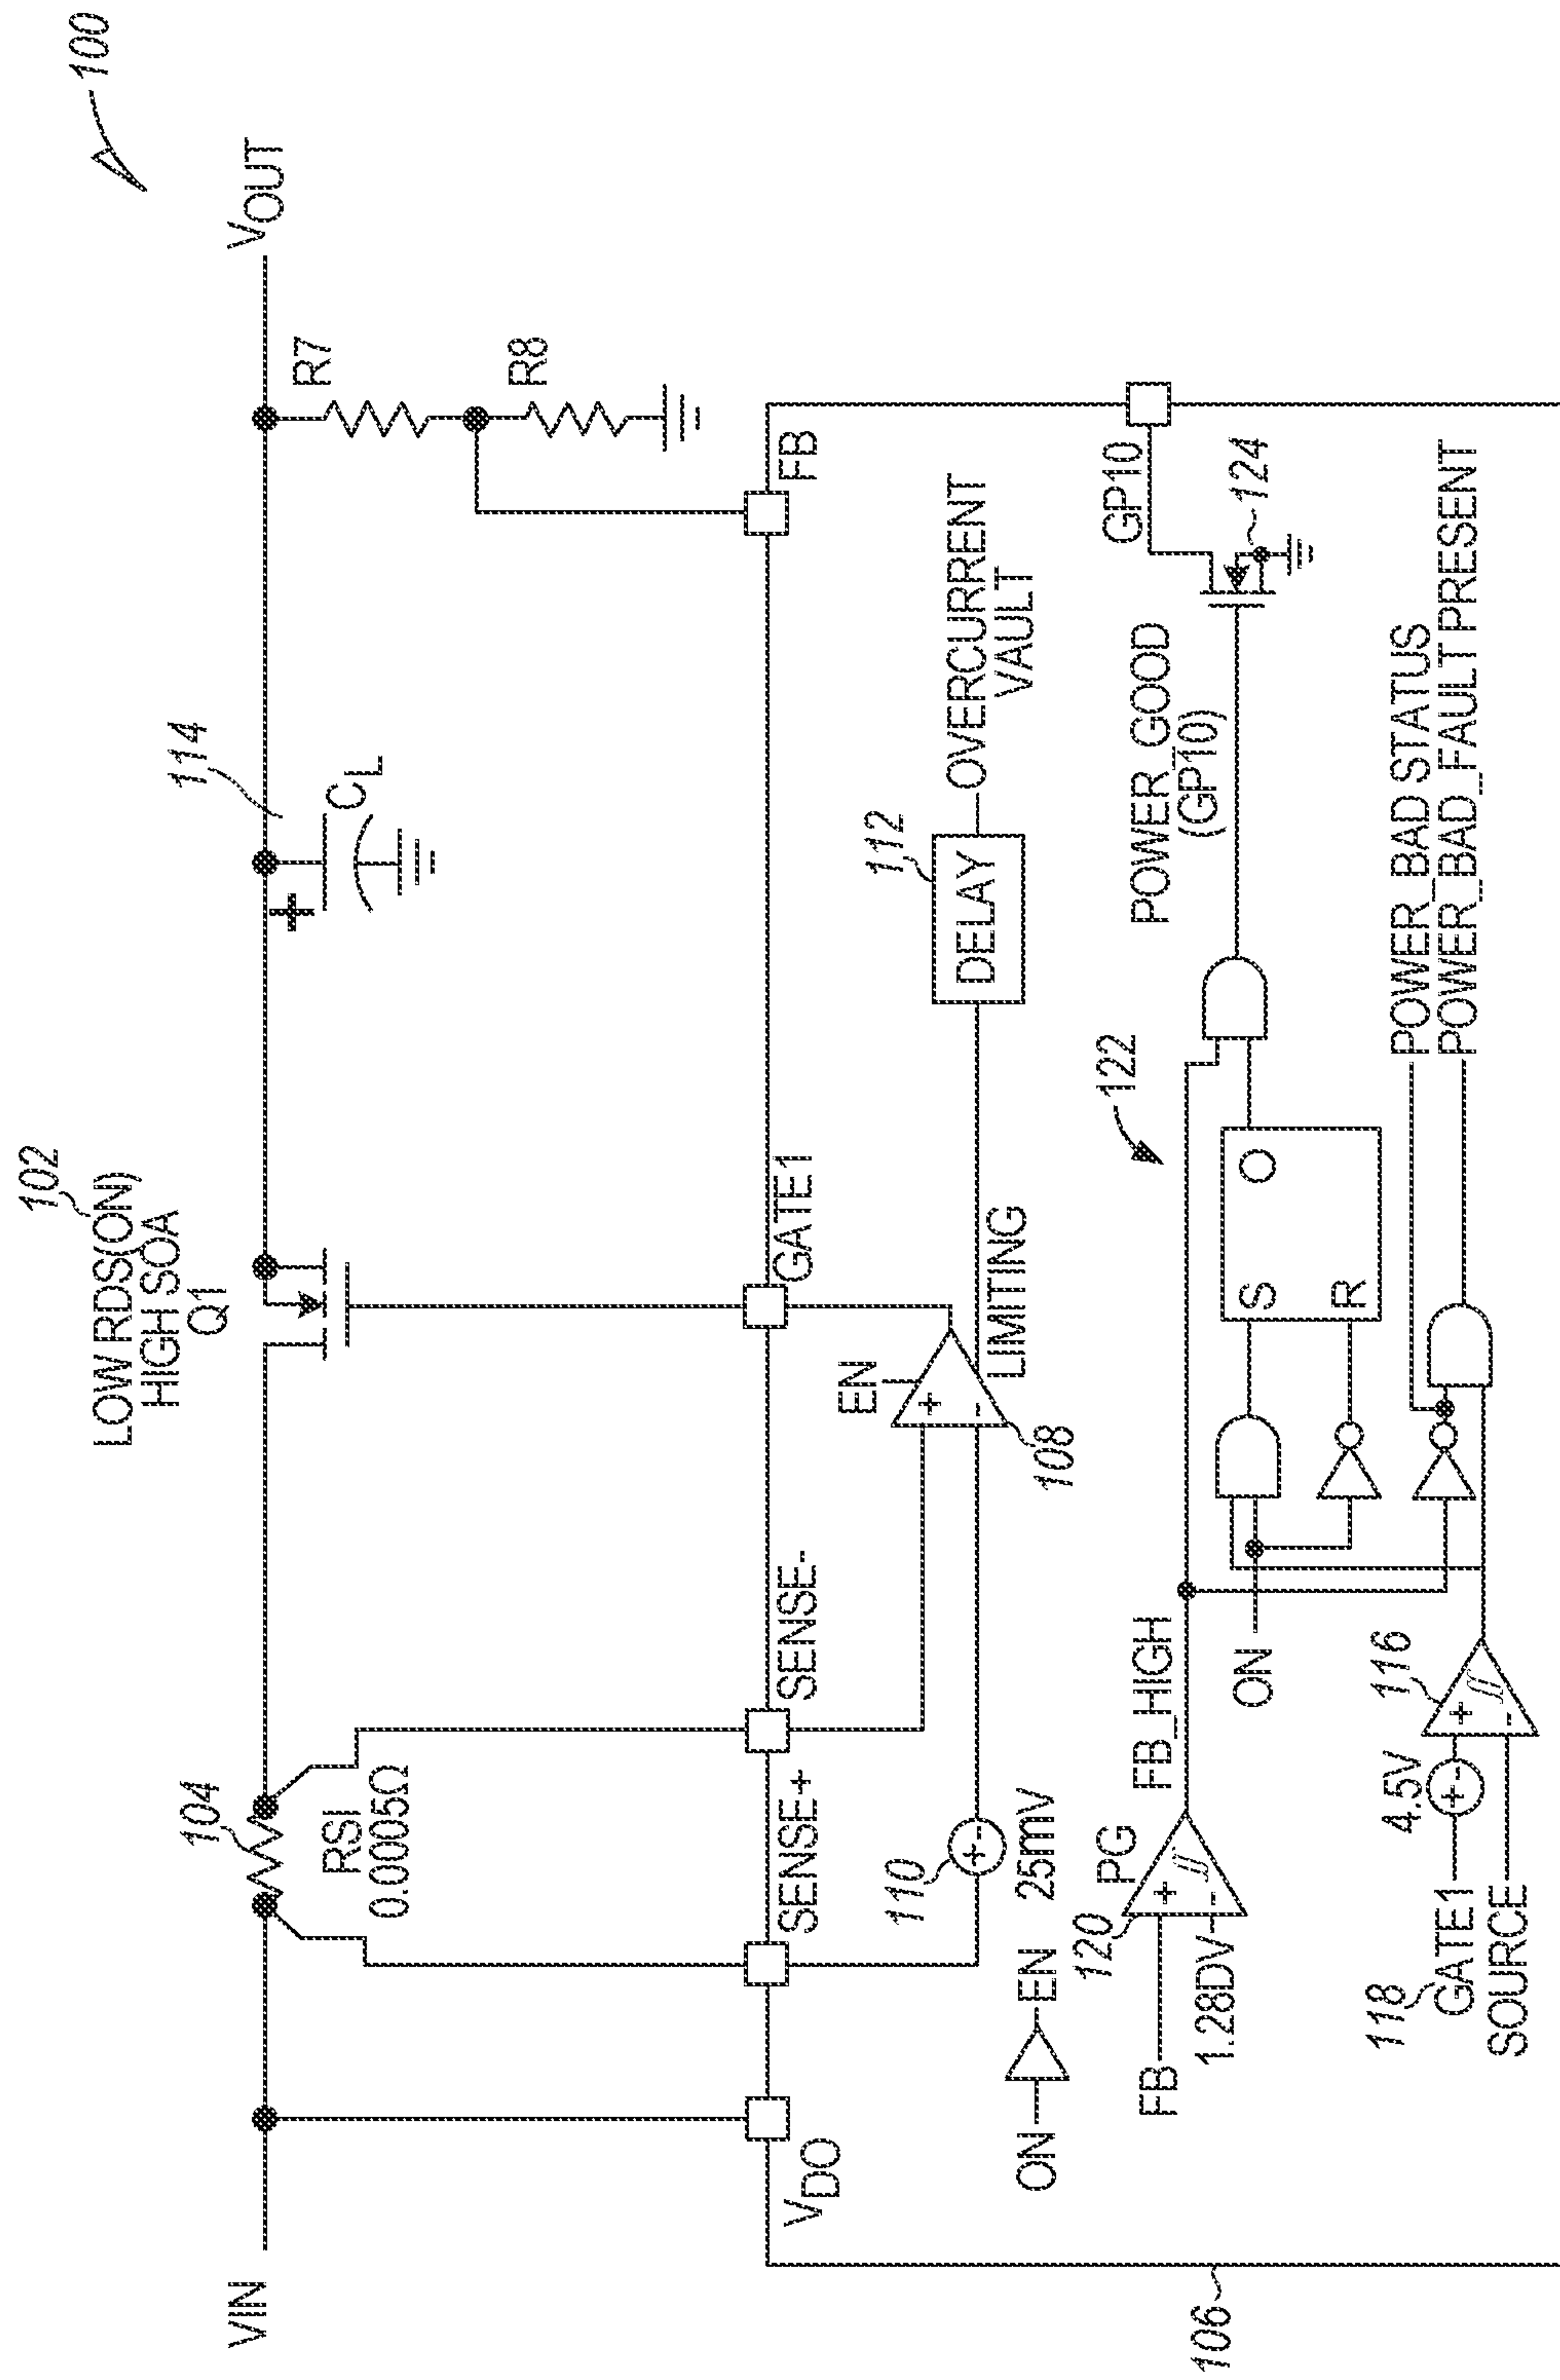 100
102
LOW RDS(ON)
HIGH SOA
Q1
VIN
104
RSI
0.0005Ω
114
+
CL
VOUT
R7
R8
VDO
SENSE+
SENSE-
GATE1
FB
106
110
+-
25mV
EN
+
-
108
LIMITING
112
DELAY
OVERCURRENT
VAULT
ON
EN
120
PG
FB
+
-
1.28DV
FB_HIGH
122
ON
S
R
O
POWER_GOOD
(GP10)
GP10
124
118
GATE1
SOURCE
4.5V
+-
116
+
-
POWER_BAD STATUS
POWER_BAD_FAULT PRESENT